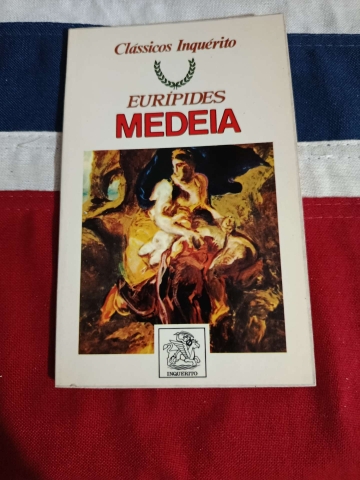 Clássicos Inquérito
EURÍPIDES
MEDEIA
INQUÉRITO